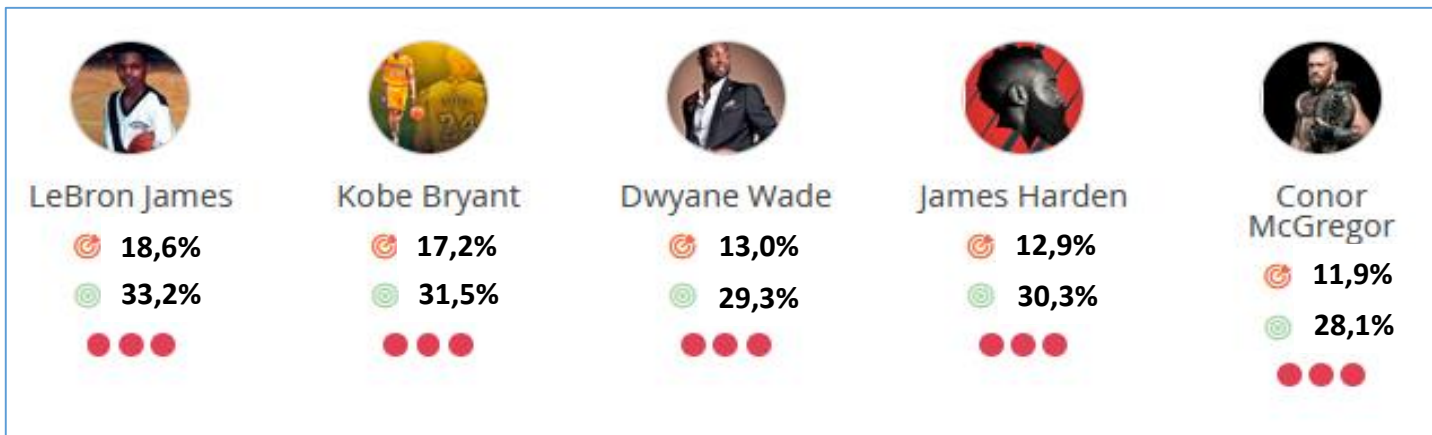 LeBron James
18,6%
33,2%
Kobe Bryant
24
17,2%
31,5%
Dwyane Wade
13,0%
29,3%
James Harden
12,9%
30,3%
Conor
McGregor
11,9%
28,1%